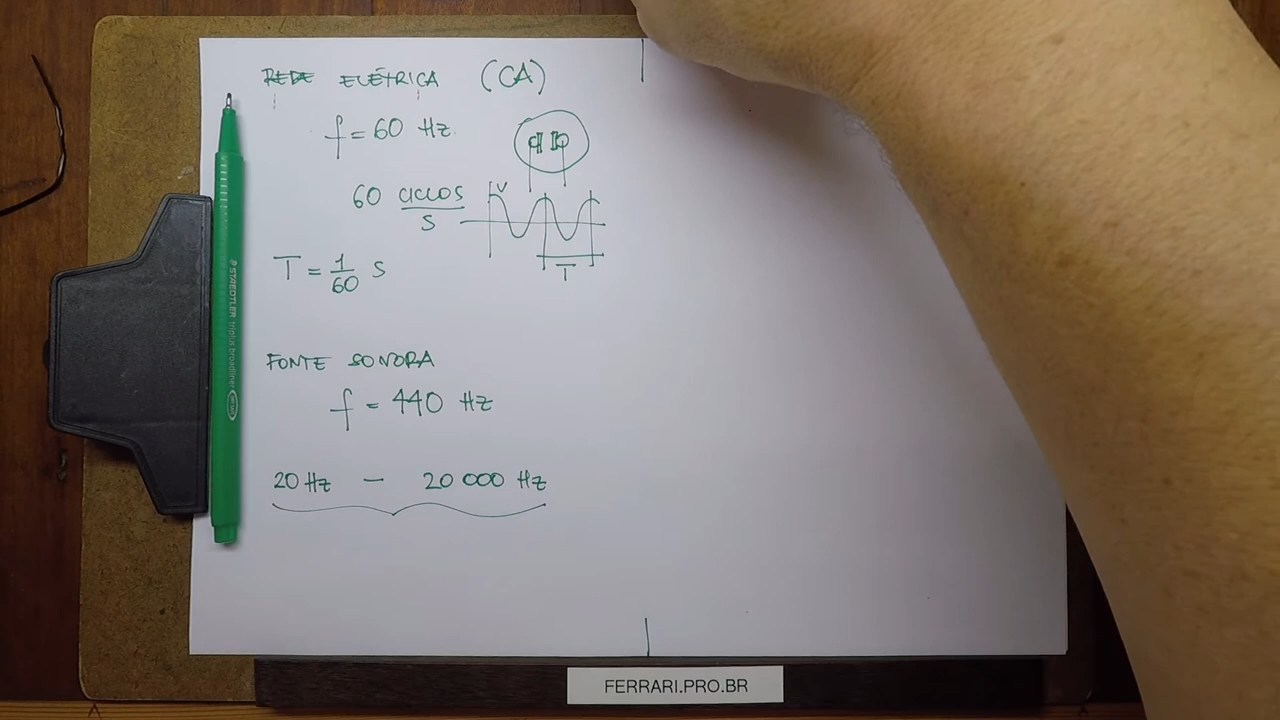 REDE ELÉTRICA (CA)
f = 60 Hz.
60 CICLOS
S
V
T = 1/60 S
T
FONTE SONORA
f = 440 Hz
20 Hz — 20 000 Hz
STAEDTLER triplus broadliner
FERRARI.PRO.BR